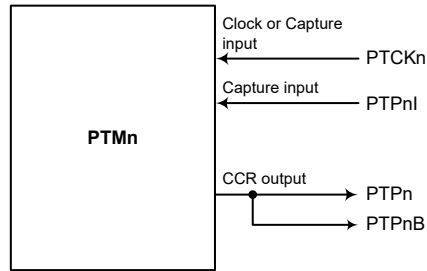 Clock or Capture
input
PTCKn
Capture input
PTPnI
PTMn
CCR output
PTPn
PTPnB